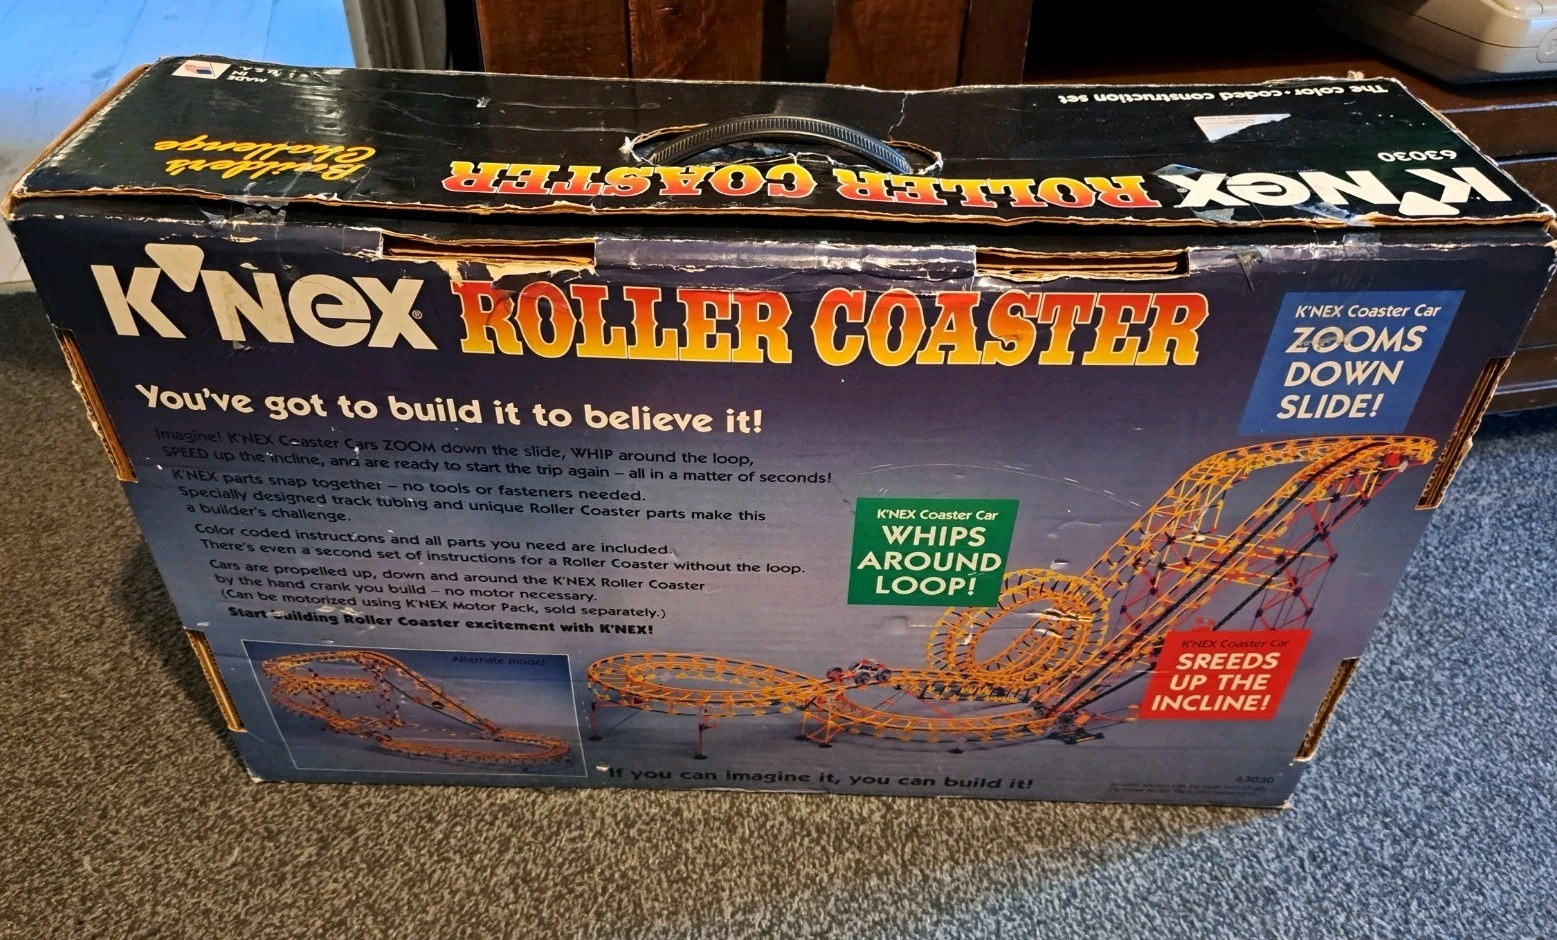 MADE IN U.S.A.
The color-coded construction set
Builder's Challenge
63030
K'NEX® ROLLER COASTER
K'NEX® ROLLER COASTER
K'NEX Coaster Car
ZOOMS
DOWN
SLIDE!
You've got to build it to believe it!
Imagine! K'NEX Coaster Cars ZOOM down the slide, WHIP around the loop,
SPEED up the incline, and are ready to start the trip again – all in a matter of seconds!
K'NEX parts snap together – no tools or fasteners needed.
Specially designed track tubing and unique Roller Coaster parts make this
a builder's challenge.
Color coded instructions and all parts you need are included.
There's even a second set of instructions for a Roller Coaster without the loop.
Cars are propelled up, down and around the K'NEX Roller Coaster
by the hand crank you build – no motor necessary.
(Can be motorized using K'NEX Motor Pack, sold separately.)
Start Building Roller Coaster excitement with K'NEX!
K'NEX Coaster Car
WHIPS
AROUND
LOOP!
K'NEX Coaster Car
SREEDS
UP THE
INCLINE!
Alternate model
If you can imagine it, you can build it!
63030